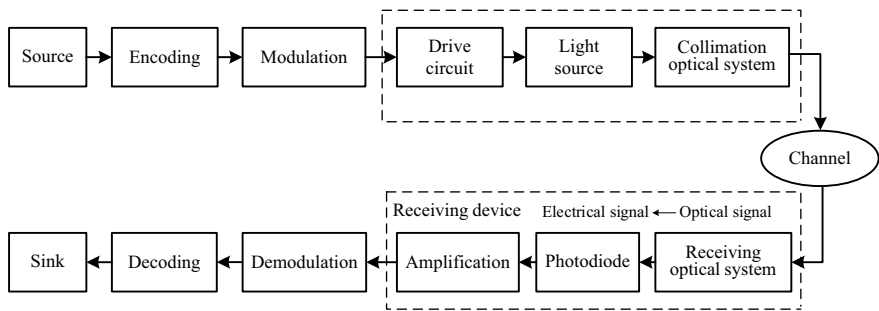 Source
Encoding
Modulation
Drive
circuit
Light
source
Collimation
optical system
Channel
Receiving device
Electrical signal
Optical signal
Sink
Decoding
Demodulation
Amplification
Photodiode
Receiving
optical system